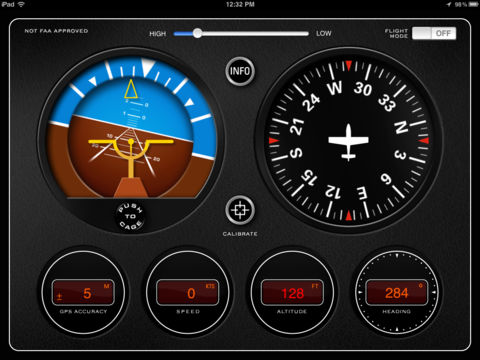 iPad 12:32 PM 98%
NOT FAA APPROVED
HIGH LOW
FLIGHT MODE OFF
INFO
20 10 10 20
PUSH TO CAGE
CALIBRATE
W 30 33 N 3 6 E 12 15 S 21 24
± 5 M
GPS ACCURACY
0 KTS
SPEED
128 FT
ALTITUDE
284 °
HEADING